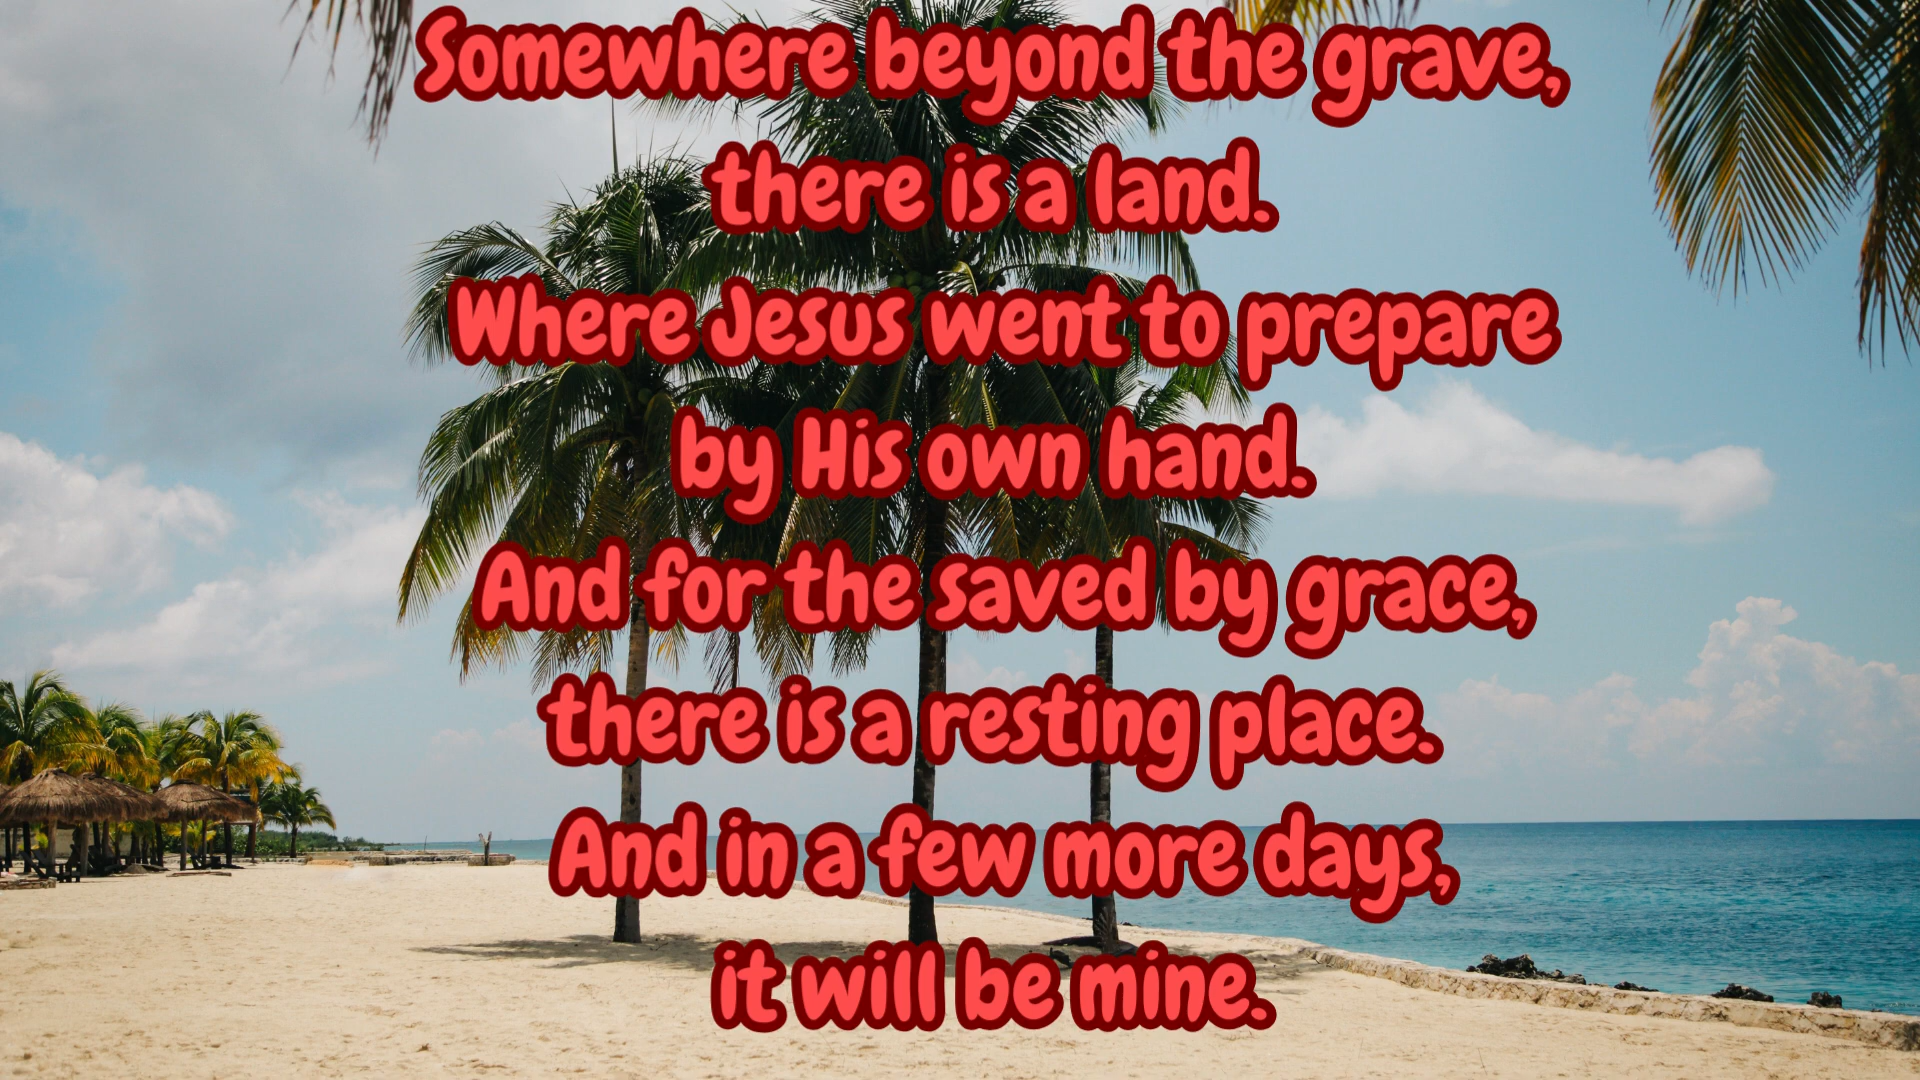 Somewhere beyond the grave,
there is a land.
Where Jesus went to prepare
by His own hand.
And for the saved by grace,
there is a resting place.
And in a few more days,
it will be mine.